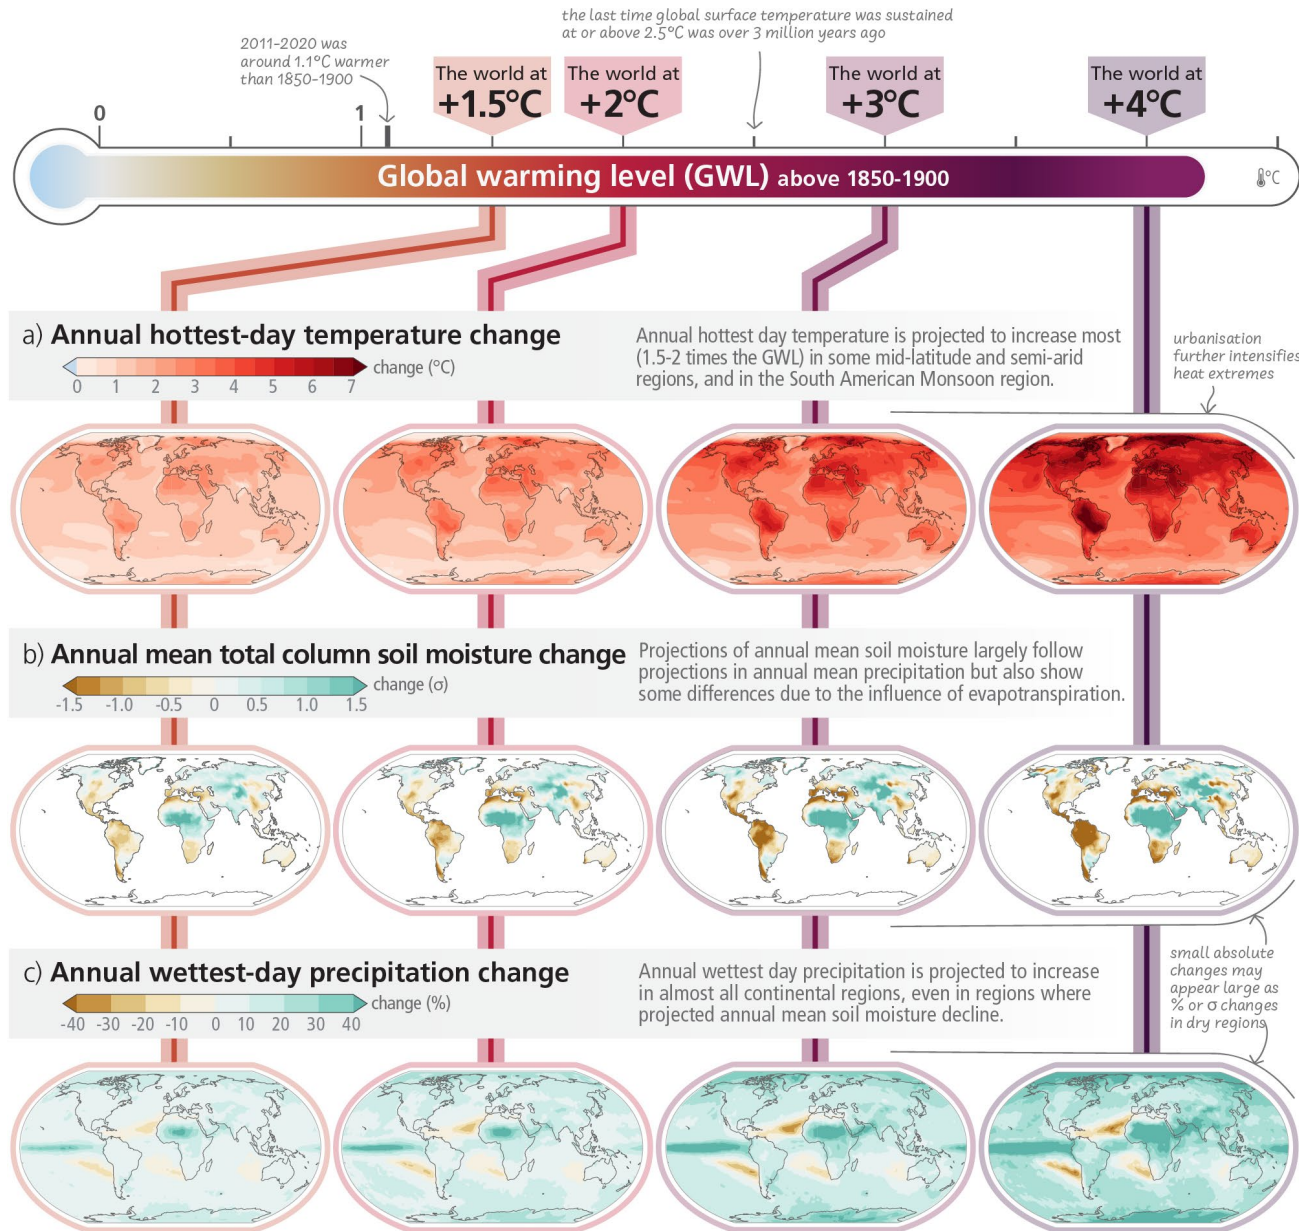 the last time global surface temperature was sustained
at or above 2.5°C was over 3 million years ago
2011-2020 was
around 1.1°C warmer
than 1850-1900
The world at
+1.5°C
The world at
+2°C
The world at
+3°C
The world at
+4°C
0
1
Global warming level (GWL) above 1850-1900
°C
a) Annual hottest-day temperature change
change (°C)
0 1 2 3 4 5 6 7
Annual hottest day temperature is projected to increase most
(1.5-2 times the GWL) in some mid-latitude and semi-arid
regions, and in the South American Monsoon region.
urbanisation
further intensifies
heat extremes
b) Annual mean total column soil moisture change
change (σ)
-1.5 -1.0 -0.5 0 0.5 1.0 1.5
Projections of annual mean soil moisture largely follow
projections in annual mean precipitation but also show
some differences due to the influence of evapotranspiration.
c) Annual wettest-day precipitation change
change (%)
-40 -30 -20 -10 0 10 20 30 40
Annual wettest day precipitation is projected to increase
in almost all continental regions, even in regions where
projected annual mean soil moisture decline.
small absolute
changes may
appear large as
% or σ changes
in dry regions